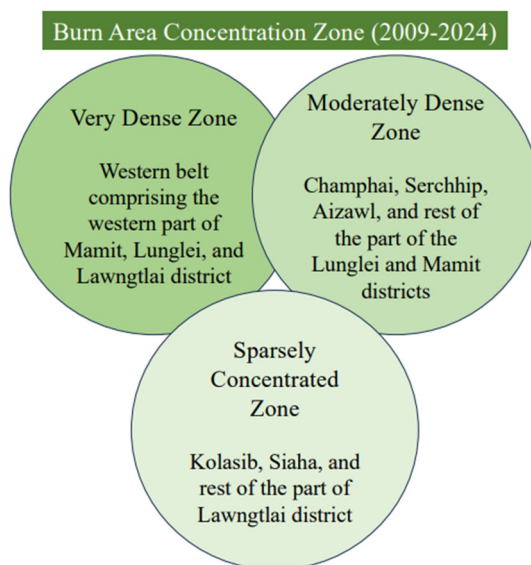 Burn Area Concentration Zone (2009-2024)
Very Dense Zone
Western belt
comprising the
western part of
Mamit, Lunglei, and
Lawngtlai district
Moderately Dense
Zone
Champhai, Serchhip,
Aizawl, and rest of
the part of the
Lunglei and Mamit
districts
Sparsely
Concentrated
Zone
Kolasib, Siaha, and
rest of the part of
Lawngtlai district